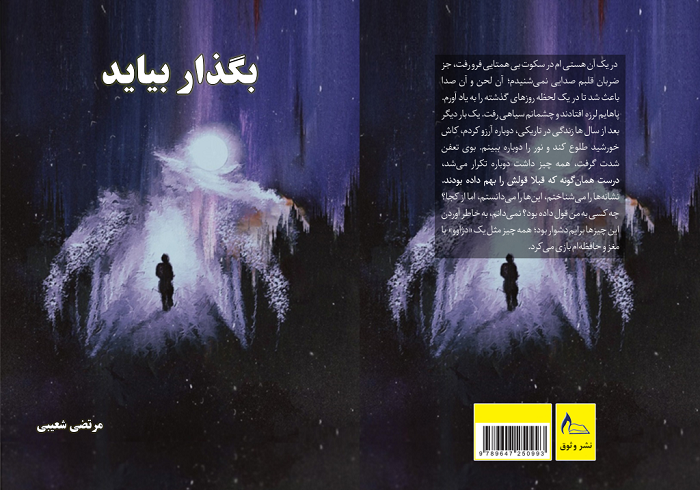 بگذار بیاید
مرتضی شعیبی
در یک آن هستی ام در سکوت بی همتایی فرو رفت، جز
ضربان قلبم صدایی نمی‌شنیدم؛ آن لحن و آن صدا
باعث شد تا در یک لحظه روزهای گذشته را به یاد آورم.
پاهایم لرزه افتادند و چشمانم سیاهی رفت. یک بار دیگر
بعد از سال ها زندگی در تاریکی، دوباره آرزو کردم، کاش
خورشید طلوع کند و نور را دوباره ببینم. بوی تعفن
شدت گرفت، همه چیز داشت دوباره تکرار می‌شد،
درست همان‌گونه که قبلا قولش را بهم داده بودند.
نشانه‌ها را می‌شناختم، این‌ها را می‌دانستم، اما از کجا؟
چه کسی به من قول داده بود؟ نمی‌دانم، به خاطر آوردن
این چیزها برایم دشوار بود؛ همه چیز مثل یک «دژاوو» با
مغز و حافظه‌ام بازی می‌کرد.
نشر وثوق
9 789647 250993